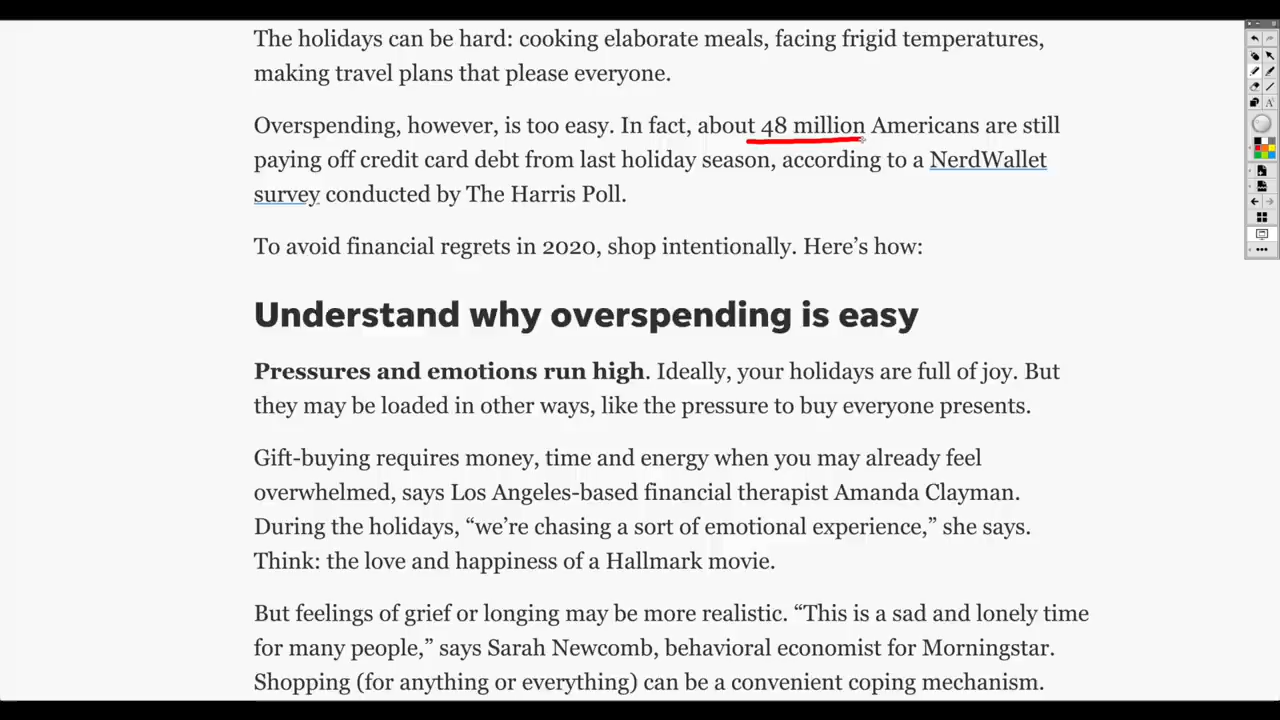 The holidays can be hard: cooking elaborate meals, facing frigid temperatures,
making travel plans that please everyone.
Overspending, however, is too easy. In fact, about 48 million Americans are still
paying off credit card debt from last holiday season, according to a NerdWallet
survey conducted by The Harris Poll.
To avoid financial regrets in 2020, shop intentionally. Here’s how:
Understand why overspending is easy
Pressures and emotions run high. Ideally, your holidays are full of joy. But
they may be loaded in other ways, like the pressure to buy everyone presents.
Gift-buying requires money, time and energy when you may already feel
overwhelmed, says Los Angeles-based financial therapist Amanda Clayman.
During the holidays, “we’re chasing a sort of emotional experience,” she says.
Think: the love and happiness of a Hallmark movie.
But feelings of grief or longing may be more realistic. “This is a sad and lonely time
for many people,” says Sarah Newcomb, behavioral economist for Morningstar.
Shopping (for anything or everything) can be a convenient coping mechanism.